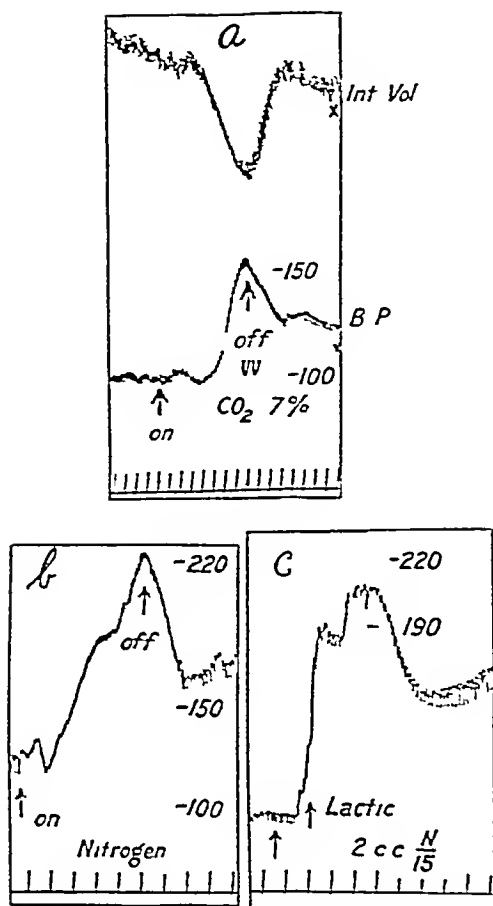 a
Int Vol
x
-150
B P
off
W
-100
CO₂ 7%
on
b
-220
off
-150
on
-100
Nitrogen
C
-220
- 190
Lactic
2 cc N/15